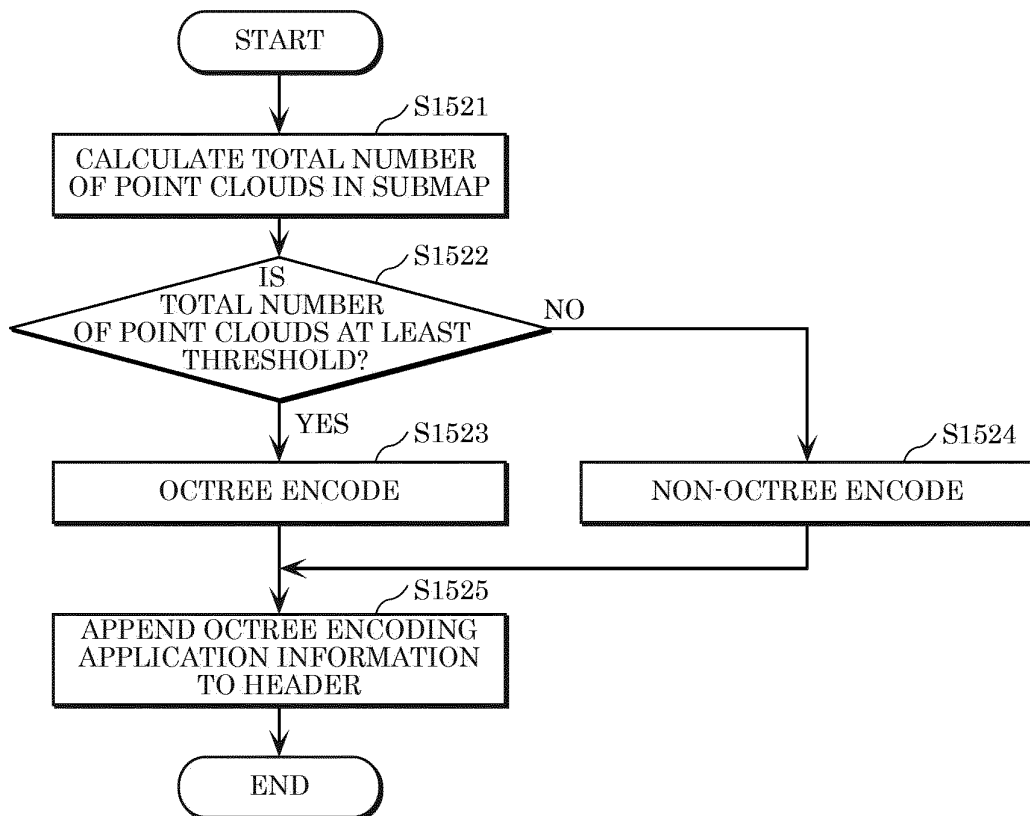 START
S1521
CALCULATE TOTAL NUMBER
OF POINT CLOUDS IN SUBMAP
S1522
IS
TOTAL NUMBER
OF POINT CLOUDS AT LEAST
THRESHOLD?
NO
YES
S1523
OCTREE ENCODE
S1524
NON-OCTREE ENCODE
S1525
APPEND OCTREE ENCODING
APPLICATION INFORMATION
TO HEADER
END